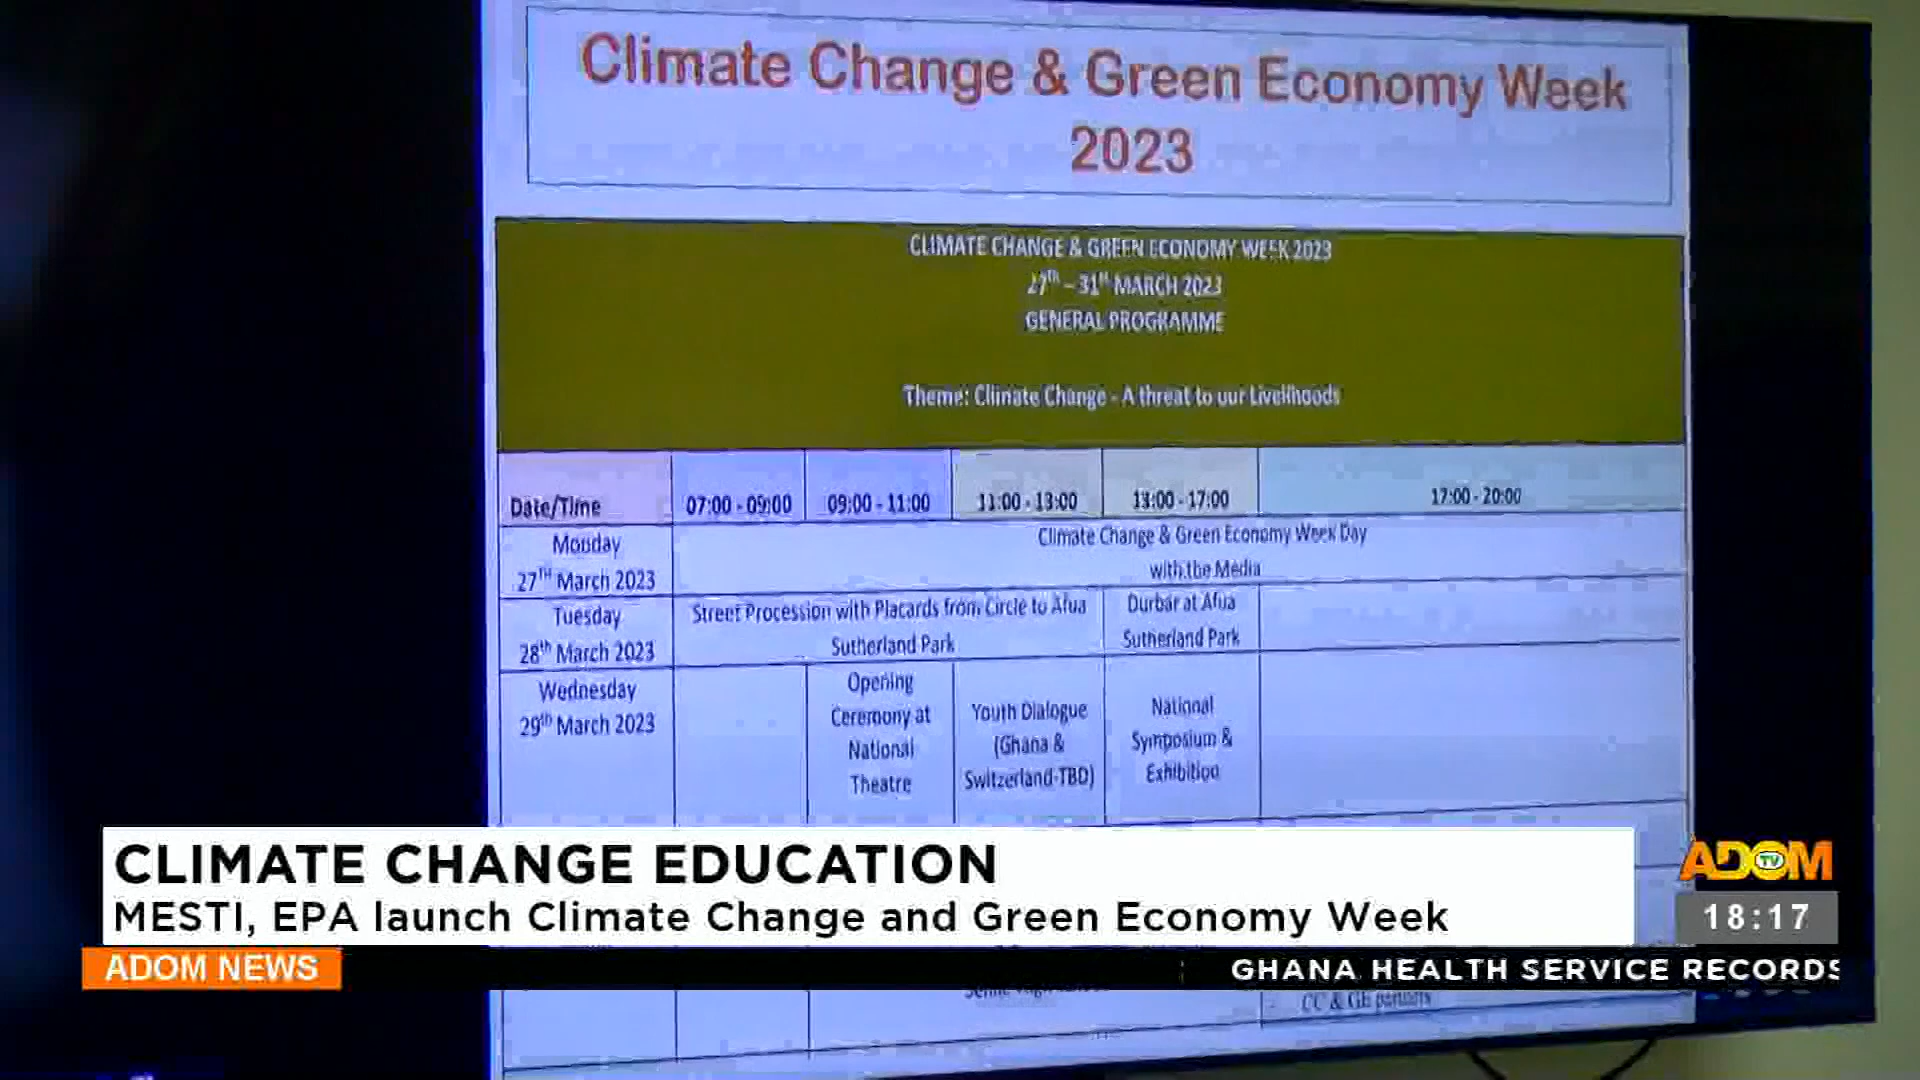 Climate Change & Green Economy Week
2023
CLIMATE CHANGE & GREEN ECONOMY WEEK 2023
27TH – 31st MARCH 2023
GENERAL PROGRAMME
Theme: Climate Change - A threat to our Livelihoods
Date/Time
07:00 - 09:00
09:00 - 11:00
11:00 - 13:00
13:00 - 17:00
17:00 - 20:00
Monday
27TH March 2023
Climate Change & Green Economy Week Day
with the Media
Tuesday
28th March 2023
Street Procession with Placards from Circle to Afua
Sutherland Park
Durbar at Afua
Sutherland Park
Wednesday
29th March 2023
Opening
Ceremony at
National
Theatre
Youth Dialogue
(Ghana &
Switzerland-TBD)
National
Symposium &
Exhibition
CLIMATE CHANGE EDUCATION
MESTI, EPA launch Climate Change and Green Economy Week
ADOM TV
18:17
ADOM NEWS
GHANA HEALTH SERVICE RECORDS
CC & GE partners